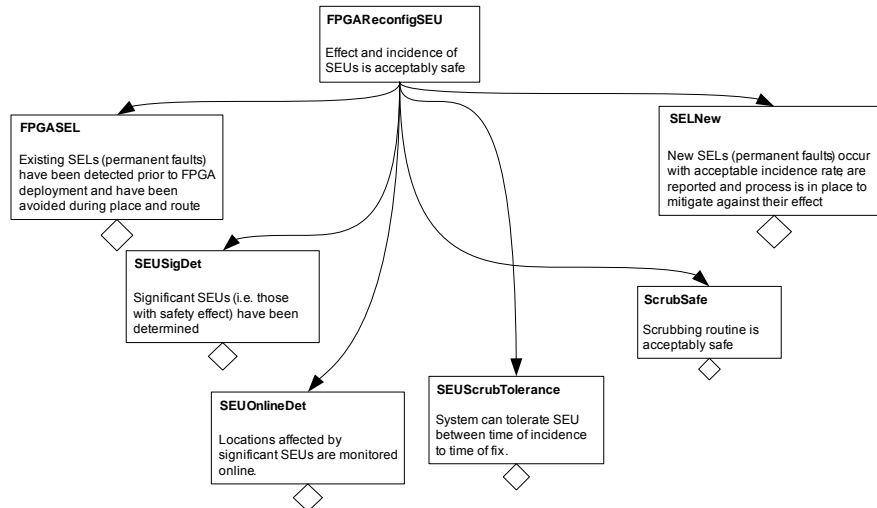 FPGAReconfigSEU
Effect and incidence of
SEUs is acceptably safe
FPGASEL
Existing SELs (permanent faults)
have been detected prior to FPGA
deployment and have been
avoided during place and route
SELNew
New SELs (permanent faults) occur
with acceptable incidence rate, are
reported and process is in place to
mitigate against their effect
SEUSigDet
Significant SEUs (i.e. those
with safety effect) have been
determined
ScrubSafe
Scrubbing routine is
acceptably safe
SEUOnlineDet
Locations affected by
significant SEUs are monitored
online.
SEUScrubTolerance
System can tolerate SEU
between time of incidence
to time of fix.